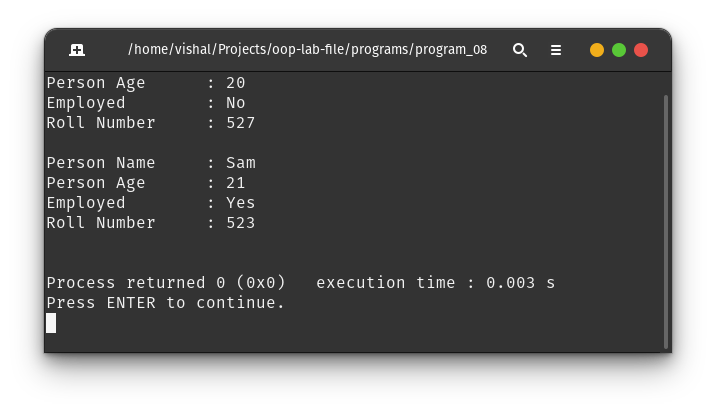 /home/vishal/Projects/oop-lab-file/programs/program_08
Person Age      : 20
Employed        : No
Roll Number     : 527
Person Name     : Sam
Person Age      : 21
Employed        : Yes
Roll Number     : 523
Process returned 0 (0x0)   execution time : 0.003 s
Press ENTER to continue.